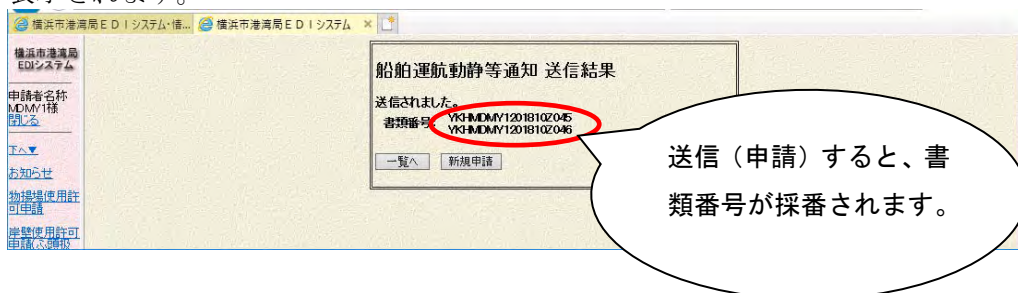 表示されます。
横浜市港湾局ＥＤＩシステム･情... 横浜市港湾局ＥＤＩシステム
横浜市港湾局
EDIシステム
申請者名称
MDMY1様
閉じる
下へ▼
お知らせ
物揚場使用許
可申請
岸壁使用許可
船舶運航動静等通知 送信結果
送信されました。
書類番号: YKHMDMY1201810Z045
YKHMDMY1201810Z046
一覧へ 新規申請
送信（申請）すると、書
類番号が採番されます。